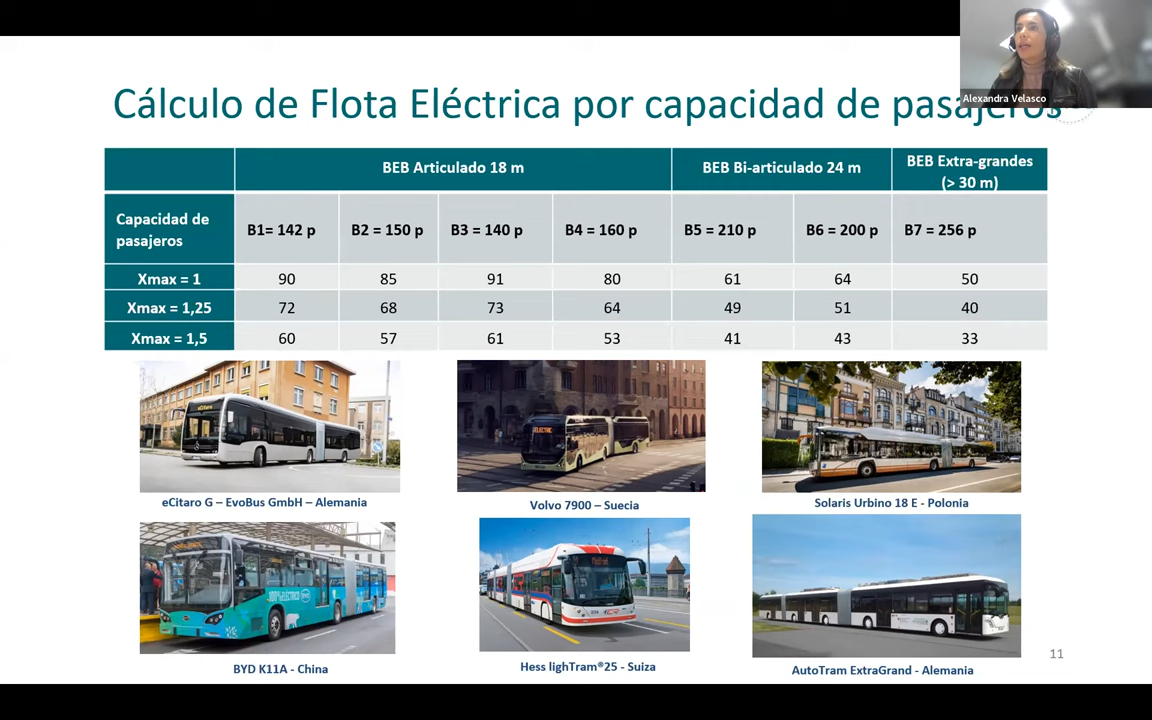 Alexandra Velasco
Cálculo de Flota Eléctrica por capacidad de pasajeros
BEB Articulado 18 m BEB Bi-articulado 24 m BEB Extra-grandes
(> 30 m)
Capacidad de
pasajeros
B1= 142 p B2 = 150 p B3 = 140 p B4 = 160 p B5 = 210 p B6 = 200 p B7 = 256 p
Xmax = 1 90 85 91 80 61 64 50
Xmax = 1,25 72 68 73 64 49 51 40
Xmax = 1,5 60 57 61 53 41 43 33
eCitaro
ELECTRIC
eCitaro G – EvoBus GmbH – Alemania
Volvo 7900 – Suecia
Solaris Urbino 18 E - Polonia
100% ELÉCTRICO
BYD K11A - China
Hess lighTram®25 - Suiza
AutoTram ExtraGrand - Alemania
11